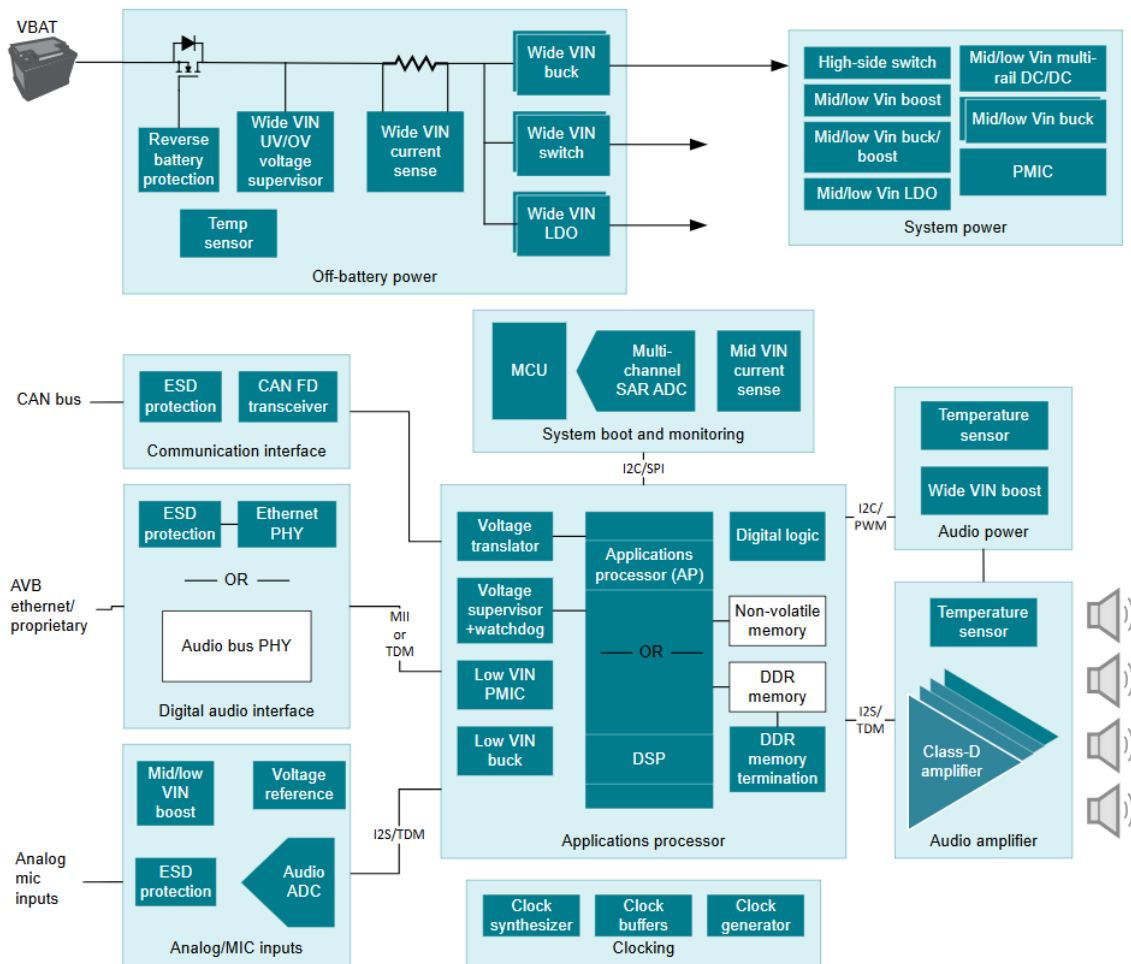 VBAT
Reverse
battery
protection
Wide VIN
UV/OV
voltage
supervisor
Wide VIN
current
sense
Wide VIN
buck
Wide VIN
switch
Wide VIN
LDO
Temp
sensor
Off-battery power
High-side switch
Mid/low Vin boost
Mid/low Vin buck/
boost
Mid/low Vin LDO
Mid/low Vin multi-
rail DC/DC
Mid/low Vin buck
PMIC
System power
MCU
Multi-
channel
SAR ADC
Mid VIN
current
sense
System boot and monitoring
I2C/SPI
CAN bus
ESD
protection
CAN FD
transceiver
Communication interface
AVB
ethernet/
proprietary
ESD
protection
Ethernet
PHY
OR
Audio bus PHY
Digital audio interface
MII
or
TDM
Analog
mic
inputs
Mid/low
VIN
boost
Voltage
reference
ESD
protection
Audio
ADC
Analog/MIC inputs
I2S/TDM
Voltage
translator
Voltage
supervisor
+watchdog
Low VIN
PMIC
Low VIN
buck
Applications
processor (AP)
OR
DSP
Digital logic
Non-volatile
memory
DDR
memory
DDR
memory
termination
Applications processor
I2C/
PWM
Temperature
sensor
Wide VIN boost
Audio power
I2S/
TDM
Temperature
sensor
Class-D
amplifier
Audio amplifier
Clock
synthesizer
Clock
buffers
Clock
generator
Clocking